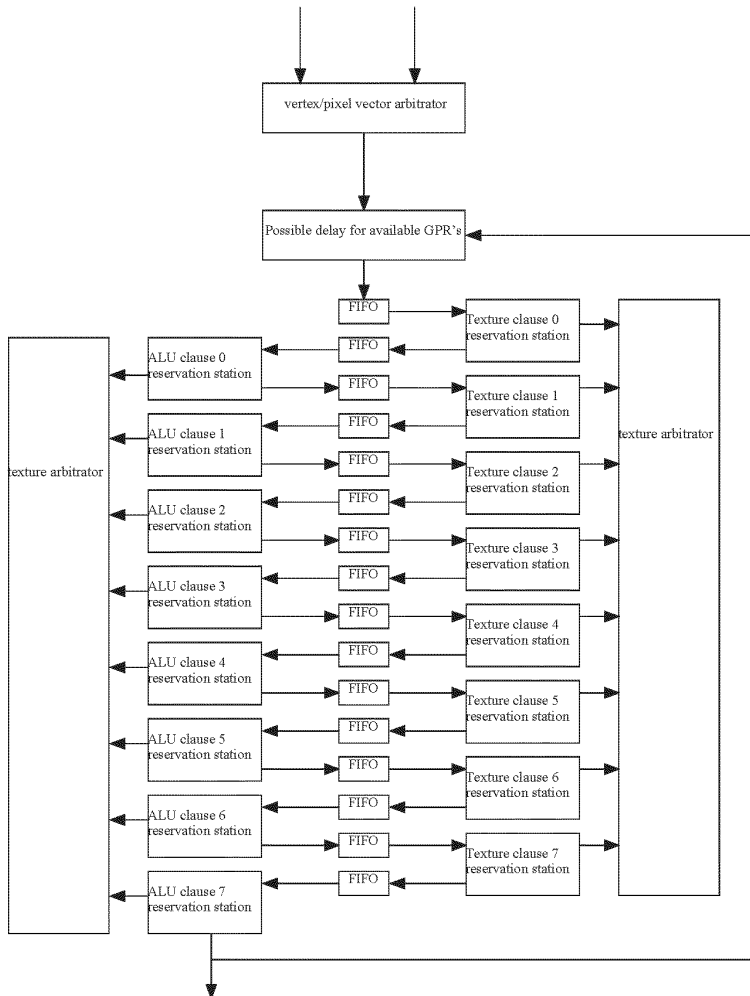 vertex/pixel vector arbitrator
Possible delay for available GPR's
FIFO
Texture clause 0
reservation station
FIFO
ALU clause 0
reservation station
FIFO
Texture clause 1
reservation station
FIFO
ALU clause 1
reservation station
texture arbitrator
texture arbitrator
FIFO
Texture clause 2
reservation station
FIFO
ALU clause 2
reservation station
FIFO
Texture clause 3
reservation station
FIFO
ALU clause 3
reservation station
FIFO
Texture clause 4
reservation station
FIFO
ALU clause 4
reservation station
FIFO
Texture clause 5
reservation station
FIFO
ALU clause 5
reservation station
FIFO
Texture clause 6
reservation station
FIFO
ALU clause 6
reservation station
FIFO
Texture clause 7
reservation station
FIFO
ALU clause 7
reservation station